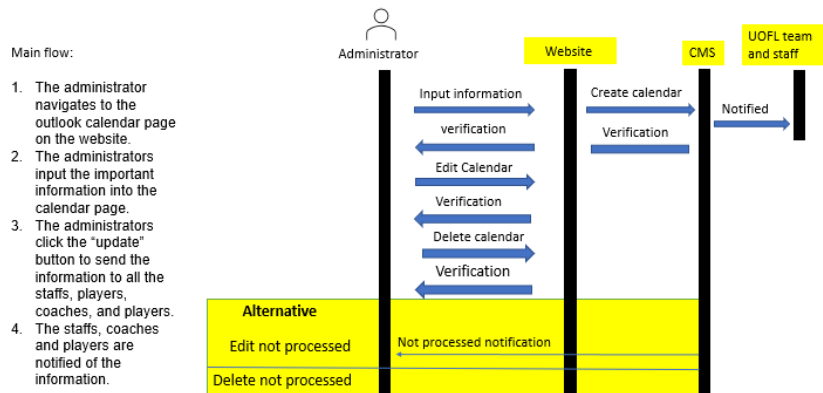 Main flow:
1. The administrator
navigates to the
outlook calendar page
on the website.
2. The administrators
input the important
information into the
calendar page.
3. The administrators
click the “update”
button to send the
information to all the
staffs, players,
coaches, and players.
4. The staffs, coaches
and players are
notified of the
information.
Administrator
Website
CMS
UOFL team
and staff
Input information
Create calendar
Notified
verification
Verification
Edit Calendar
Verification
Delete calendar
Verification
Alternative
Edit not processed
Not processed notification
Delete not processed